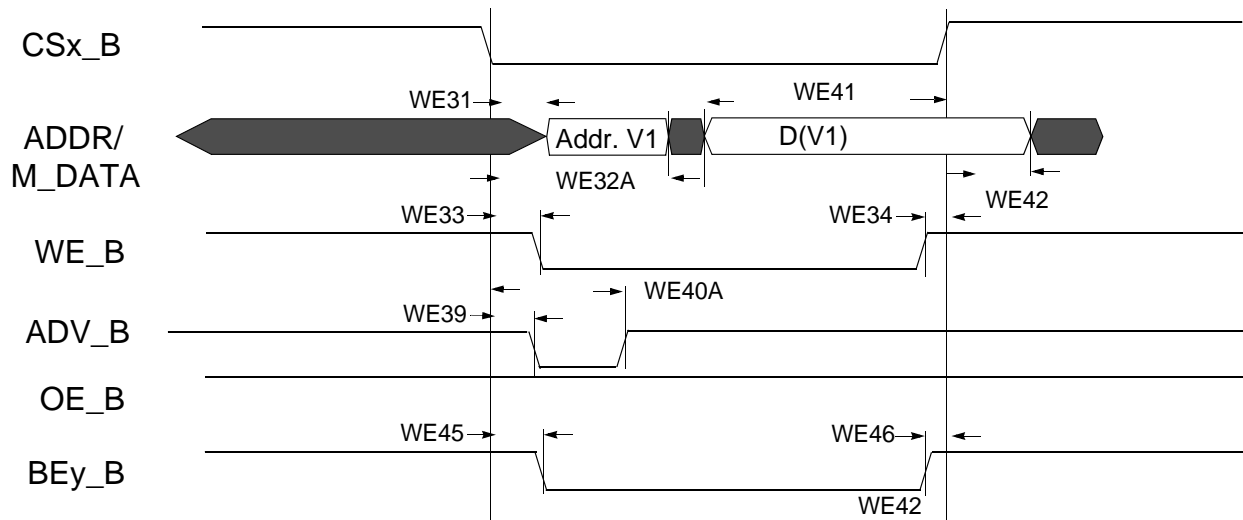 CSx_B
WE31
WE41
ADDR/
M_DATA
Addr. V1
D(V1)
WE32A
WE42
WE33
WE34
WE_B
WE40A
WE39
ADV_B
OE_B
WE45
WE46
BEy_B
WE42